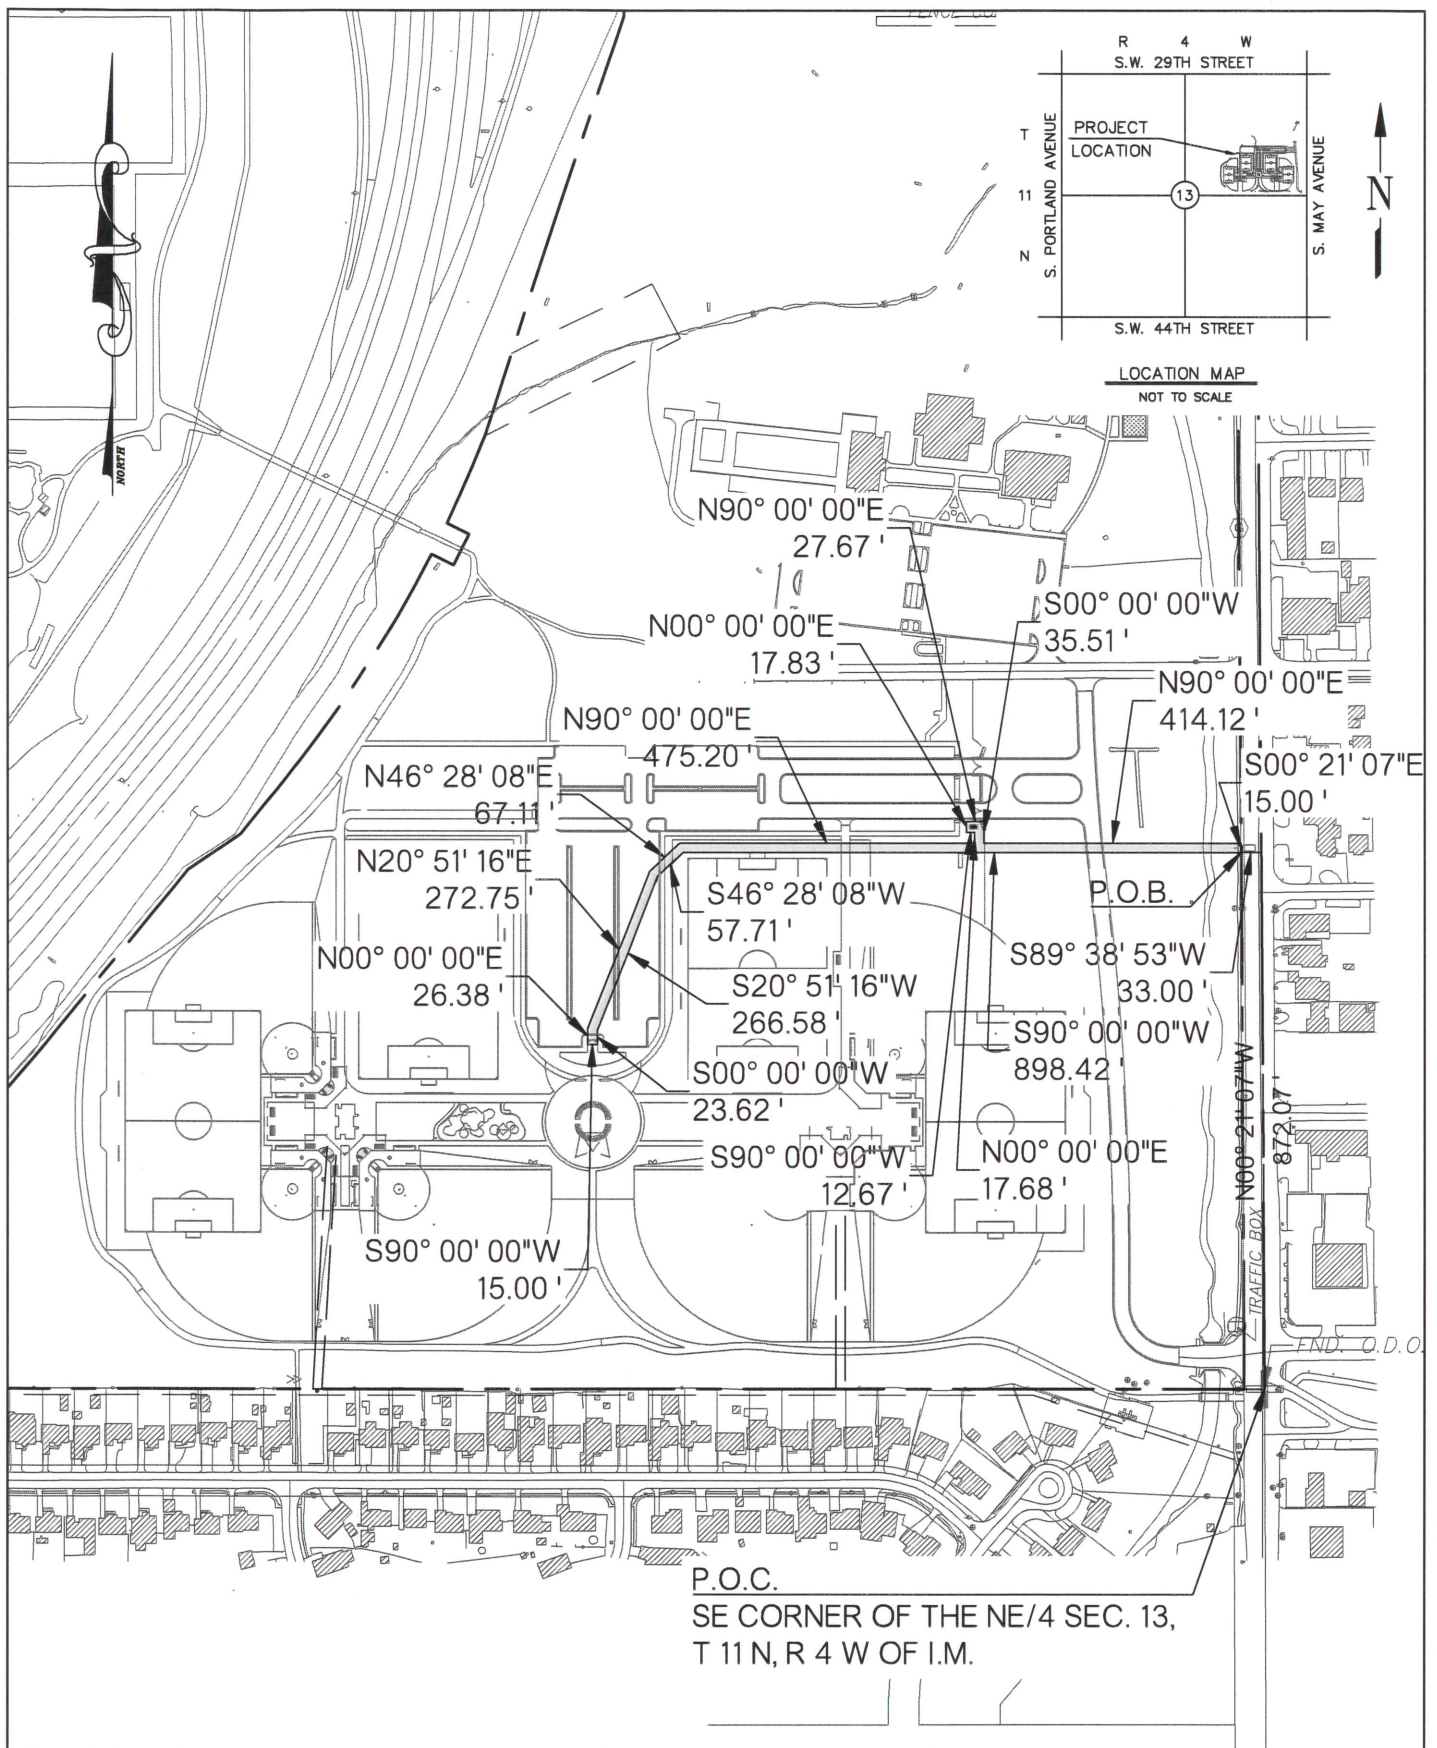 FENCE CO
R 4 W
S.W. 29TH STREET
T
11
N
S. PORTLAND AVENUE
PROJECT
LOCATION
13
S. MAY AVENUE
S.W. 44TH STREET
N
LOCATION MAP
NOT TO SCALE
NORTH
N90° 00' 00"E
27.67 '
S00° 00' 00"W
35.51 '
N00° 00' 00"E
17.83 '
N90° 00' 00"E
414.12 '
N90° 00' 00"E
475.20 '
S00° 21' 07"E
15.00 '
N46° 28' 08"E
67.11 '
N20° 51' 16"E
272.75 '
S46° 28' 08"W
57.71 '
P.O.B.
N00° 00' 00"E
26.38 '
S20° 51' 16"W
266.58 '
S89° 38' 53"W
33.00 '
S90° 00' 00"W
898.42 '
S00° 00' 00"W
23.62 '
S90° 00' 00"W
12.67 '
N00° 00' 00"E
17.68 '
N00° 21' 07"W
872.07 '
TRAFFIC BOX
S90° 00' 00"W
15.00 '
FND. O.D.O.
P.O.C.
SE CORNER OF THE NE/4 SEC. 13,
T 11 N, R 4 W OF I.M.